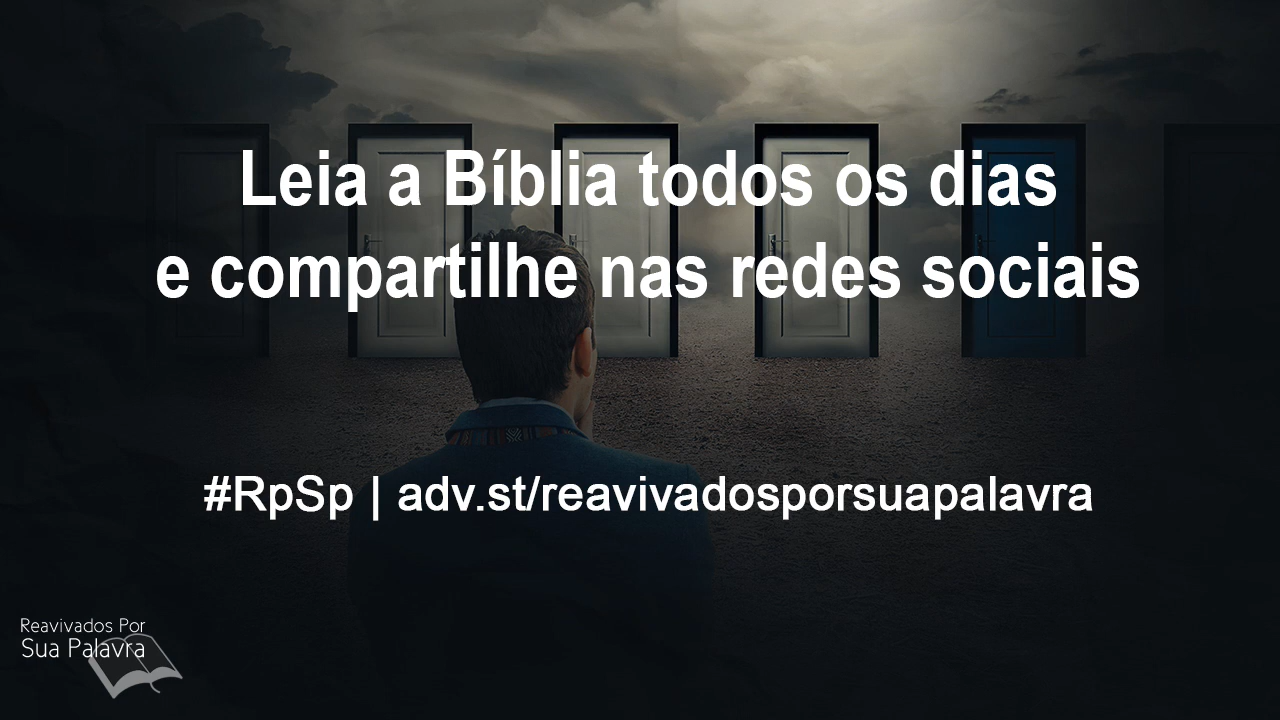 Leia a Bíblia todos os dias
e compartilhe nas redes sociais
#RpSp | adv.st/reavivadosporsuapalavra
Reavivados Por
Sua Palavra